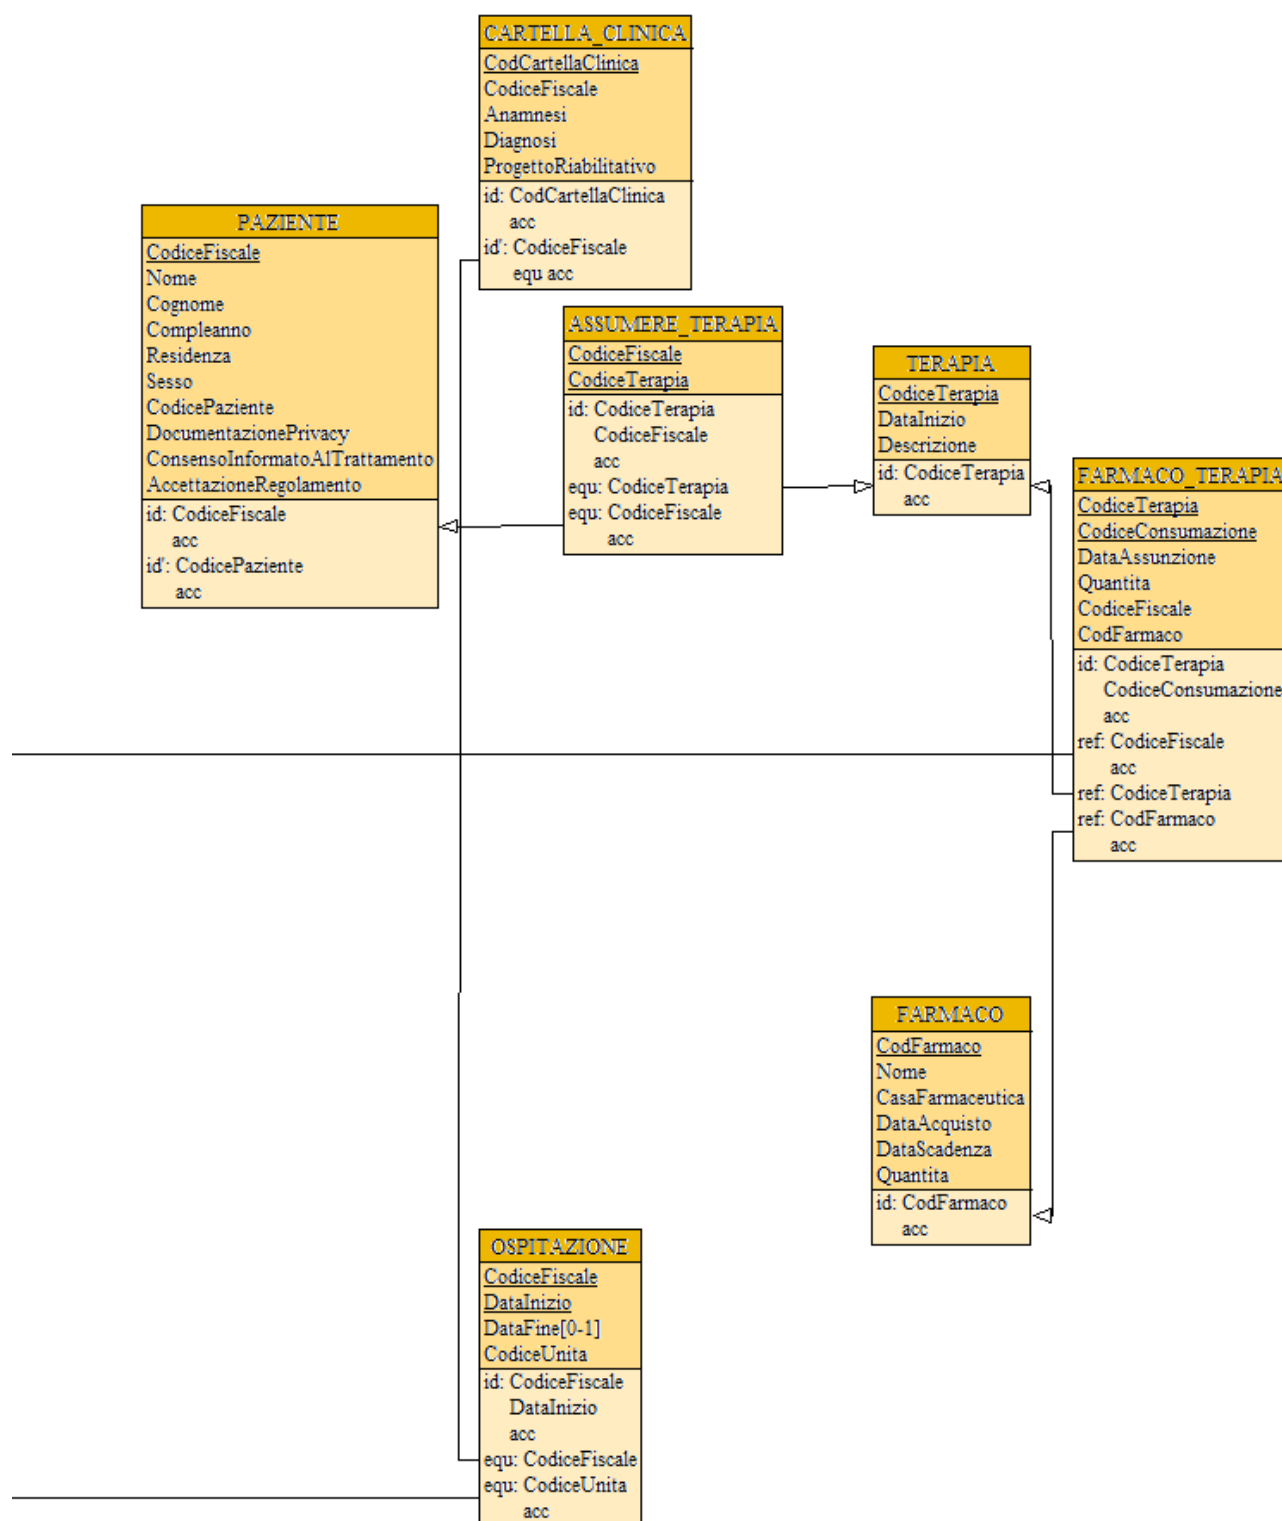 CARTELLA_CLINICA
CodCartellaClinica
CodiceFiscale
Anamnesi
Diagnosi
ProgettoRiabilitativo
id: CodCartellaClinica
acc
id': CodiceFiscale
equ acc
PAZIENTE
CodiceFiscale
Nome
Cognome
Compleanno
Residenza
Sesso
CodicePaziente
DocumentazionePrivacy
ConsensoInformatoAlTrattamento
AccettazioneRegolamento
id: CodiceFiscale
acc
id': CodicePaziente
acc
ASSUMERE_TERAPIA
CodiceFiscale
CodiceTerapia
id: CodiceTerapia
CodiceFiscale
acc
equ: CodiceTerapia
equ: CodiceFiscale
acc
TERAPIA
CodiceTerapia
DataInizio
Descrizione
id: CodiceTerapia
acc
FARMACO_TERAPIA
CodiceTerapia
CodiceConsumazione
DataAssunzione
Quantita
CodiceFiscale
CodFarmaco
id: CodiceTerapia
CodiceConsumazione
acc
ref: CodiceFiscale
acc
ref: CodiceTerapia
ref: CodFarmaco
acc
FARMACO
CodFarmaco
Nome
CasaFarmaceutica
DataAcquisto
DataScadenza
Quantita
id: CodFarmaco
acc
OSPITAZIONE
CodiceFiscale
DataInizio
DataFine[0-1]
CodiceUnita
id: CodiceFiscale
DataInizio
acc
equ: CodiceFiscale
equ: CodiceUnita
acc